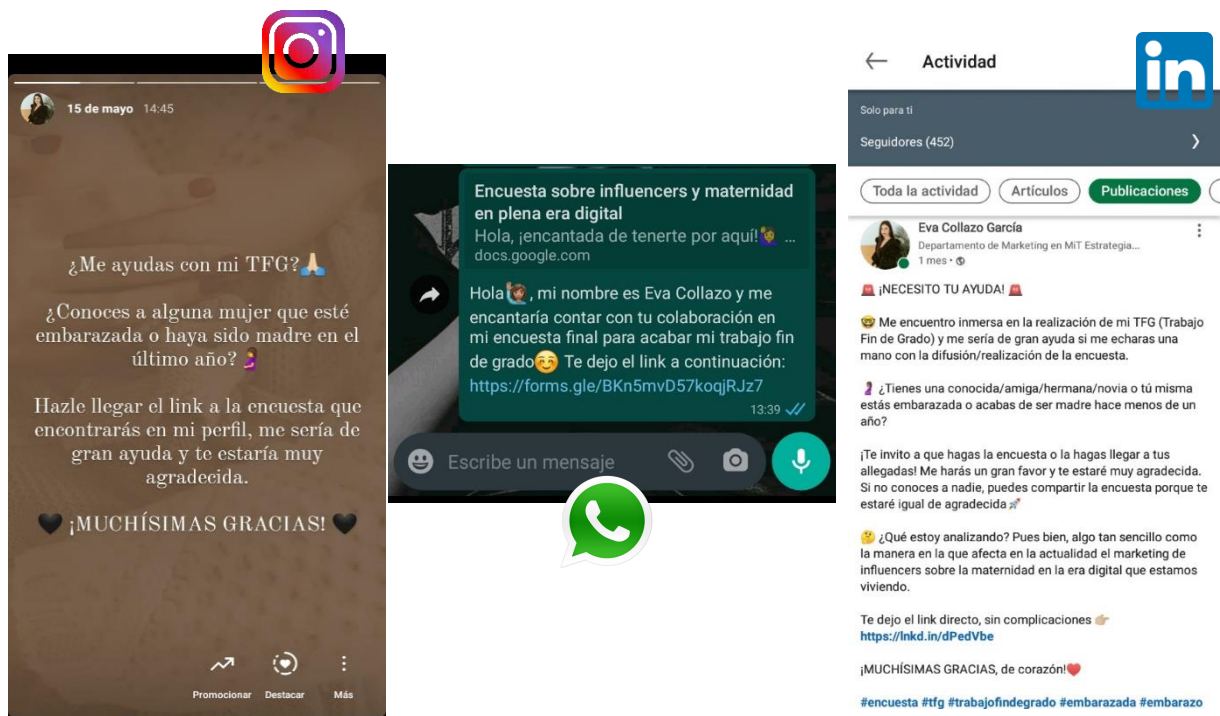 15 de mayo 14:45
¿Me ayudas con mi TFG?🙏🏼
¿Conoces a alguna mujer que esté
embarazada o haya sido madre en el
último año?🤰
Hazle llegar el link a la encuesta que
encontrarás en mi perfil, me sería de
gran ayuda y te estaría muy
agradecida.
🖤 ¡MUCHÍSIMAS GRACIAS! 🖤
Promocionar Destacar Más
Encuesta sobre influencers y maternidad
en plena era digital
Hola, ¡encantada de tenerte por aquí!🙋🏽‍♀️ ...
docs.google.com
Hola🙋🏽‍♀️, mi nombre es Eva Collazo y me
encantaría contar con tu colaboración en
mi encuesta final para acabar mi trabajo fin
de grado☺️ Te dejo el link a continuación:
https://forms.gle/BKn5mvD57koqjRJz7
13:39
Escribe un mensaje
in
Actividad
Solo para ti
Seguidores (452)
Toda la actividad Artículos Publicaciones
Eva Collazo García
Departamento de Marketing en MiT Estrategia...
1 mes •
🚨 ¡NECESITO TU AYUDA! 🚨
🤓 Me encuentro inmersa en la realización de mi TFG (Trabajo
Fin de Grado) y me sería de gran ayuda si me echaras una
mano con la difusión/realización de la encuesta.
🤰 ¿Tienes una conocida/amiga/hermana/novia o tú misma
estás embarazada o acabas de ser madre hace menos de un
año?
¡Te invito a que hagas la encuesta o la hagas llegar a tus
allegadas! Me harás un gran favor y te estaré muy agradecida.
Si no conoces a nadie, puedes compartir la encuesta porque te
estaré igual de agradecida🚀
🤔 ¿Qué estoy analizando? Pues bien, algo tan sencillo como
la manera en la que afecta en la actualidad el marketing de
influencers sobre la maternidad en la era digital que estamos
viviendo.
Te dejo el link directo, sin complicaciones 👉🏼
https://lnkd.in/dPedVbe
¡MUCHÍSIMAS GRACIAS, de corazón!❤️
#encuesta #tfg #trabajofindegrado #embarazada #embarazo